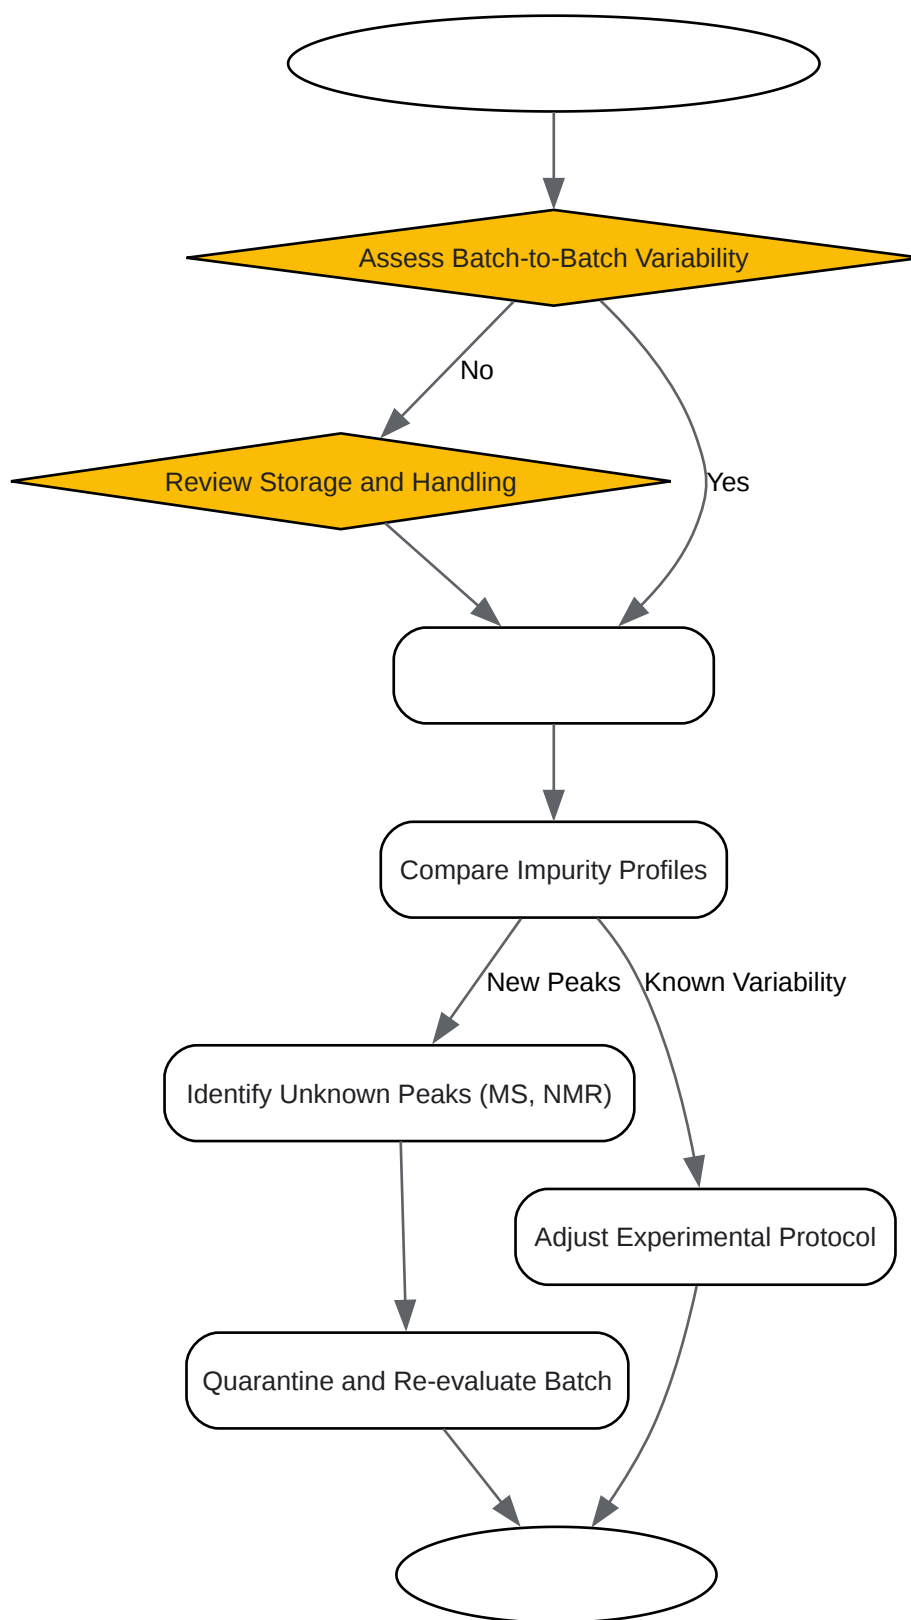 Assess Batch-to-Batch Variability
No
Review Storage and Handling
Yes
Compare Impurity Profiles
New Peaks
Known Variability
Identify Unknown Peaks (MS, NMR)
Adjust Experimental Protocol
Quarantine and Re-evaluate Batch